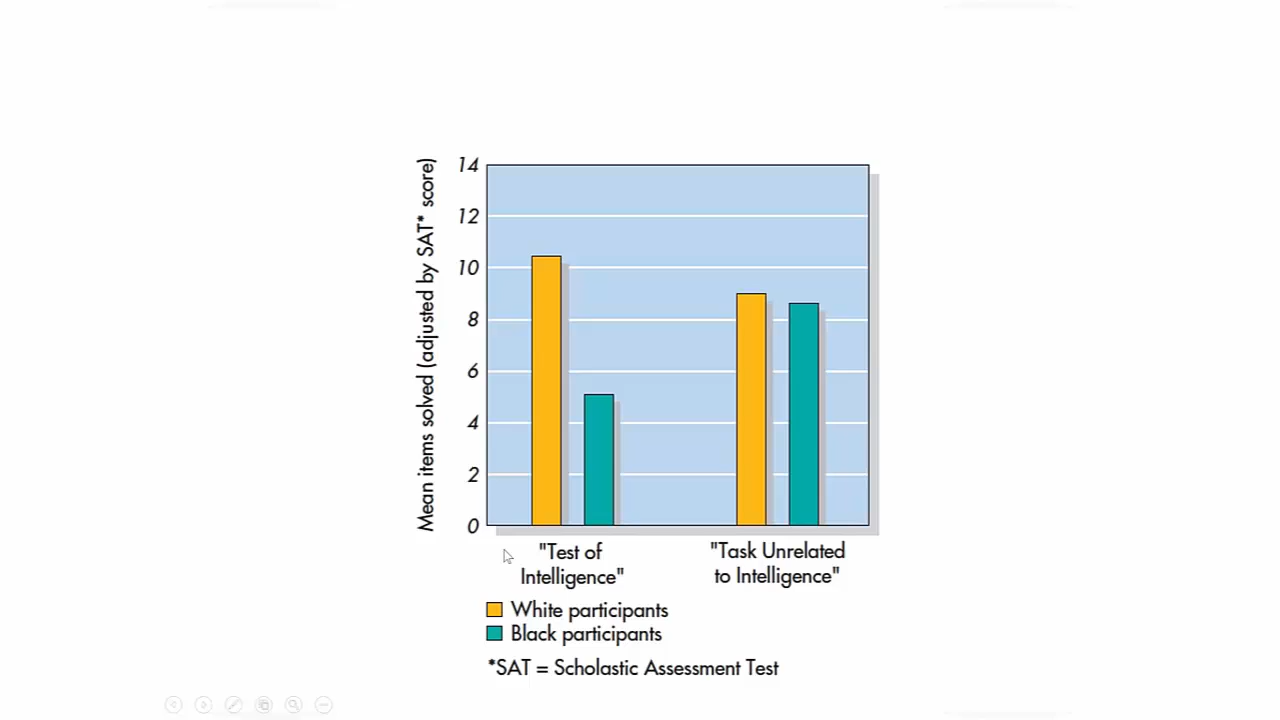 Mean items solved (adjusted by SAT* score)
14
12
10
8
6
4
2
0
"Test of
Intelligence"
"Task Unrelated
to Intelligence"
White participants
Black participants
*SAT = Scholastic Assessment Test